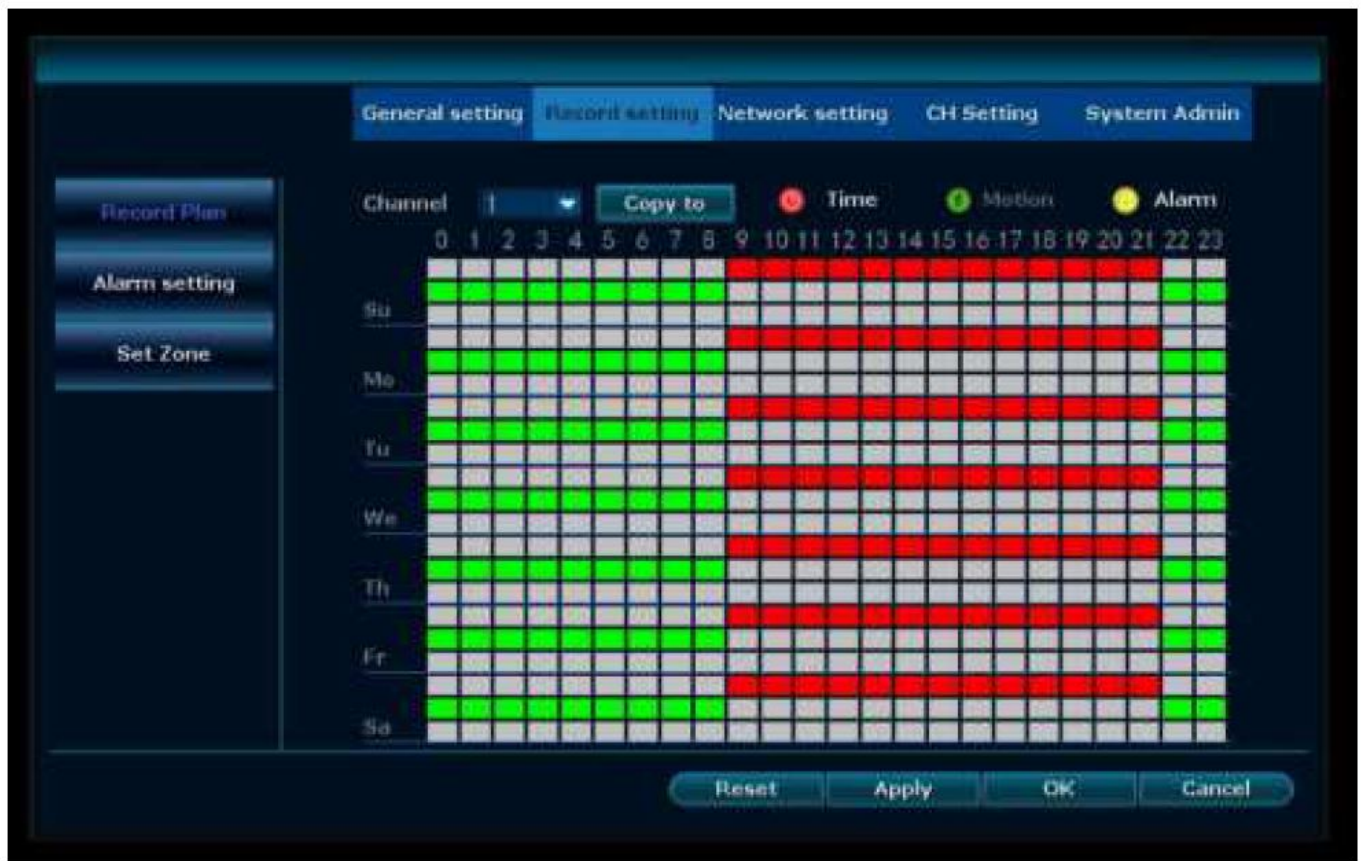 General setting Record setting Network setting CH Setting System Admin
Record Plan
Alarm setting
Set Zone
Channel 1 Copy to Time Motion Alarm
0 1 2 3 4 5 6 7 8 9 10 11 12 13 14 15 16 17 18 19 20 21 22 23
Su
Mo
Tu
We
Th
Fr
Sa
Reset Apply OK Cancel